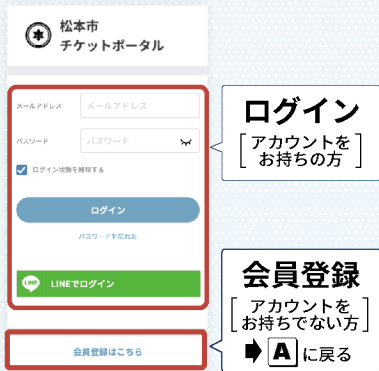 松本市
チケットポータル
メールアドレス
メールアドレス
パスワード
パスワード
ログイン状態を維持する
ログイン
パスワードを忘れた
LINE
LINEでログイン
会員登録はこちら
ログイン
[アカウントを
お持ちの方]
会員登録
[アカウントを
お持ちでない方]
➡ A に戻る